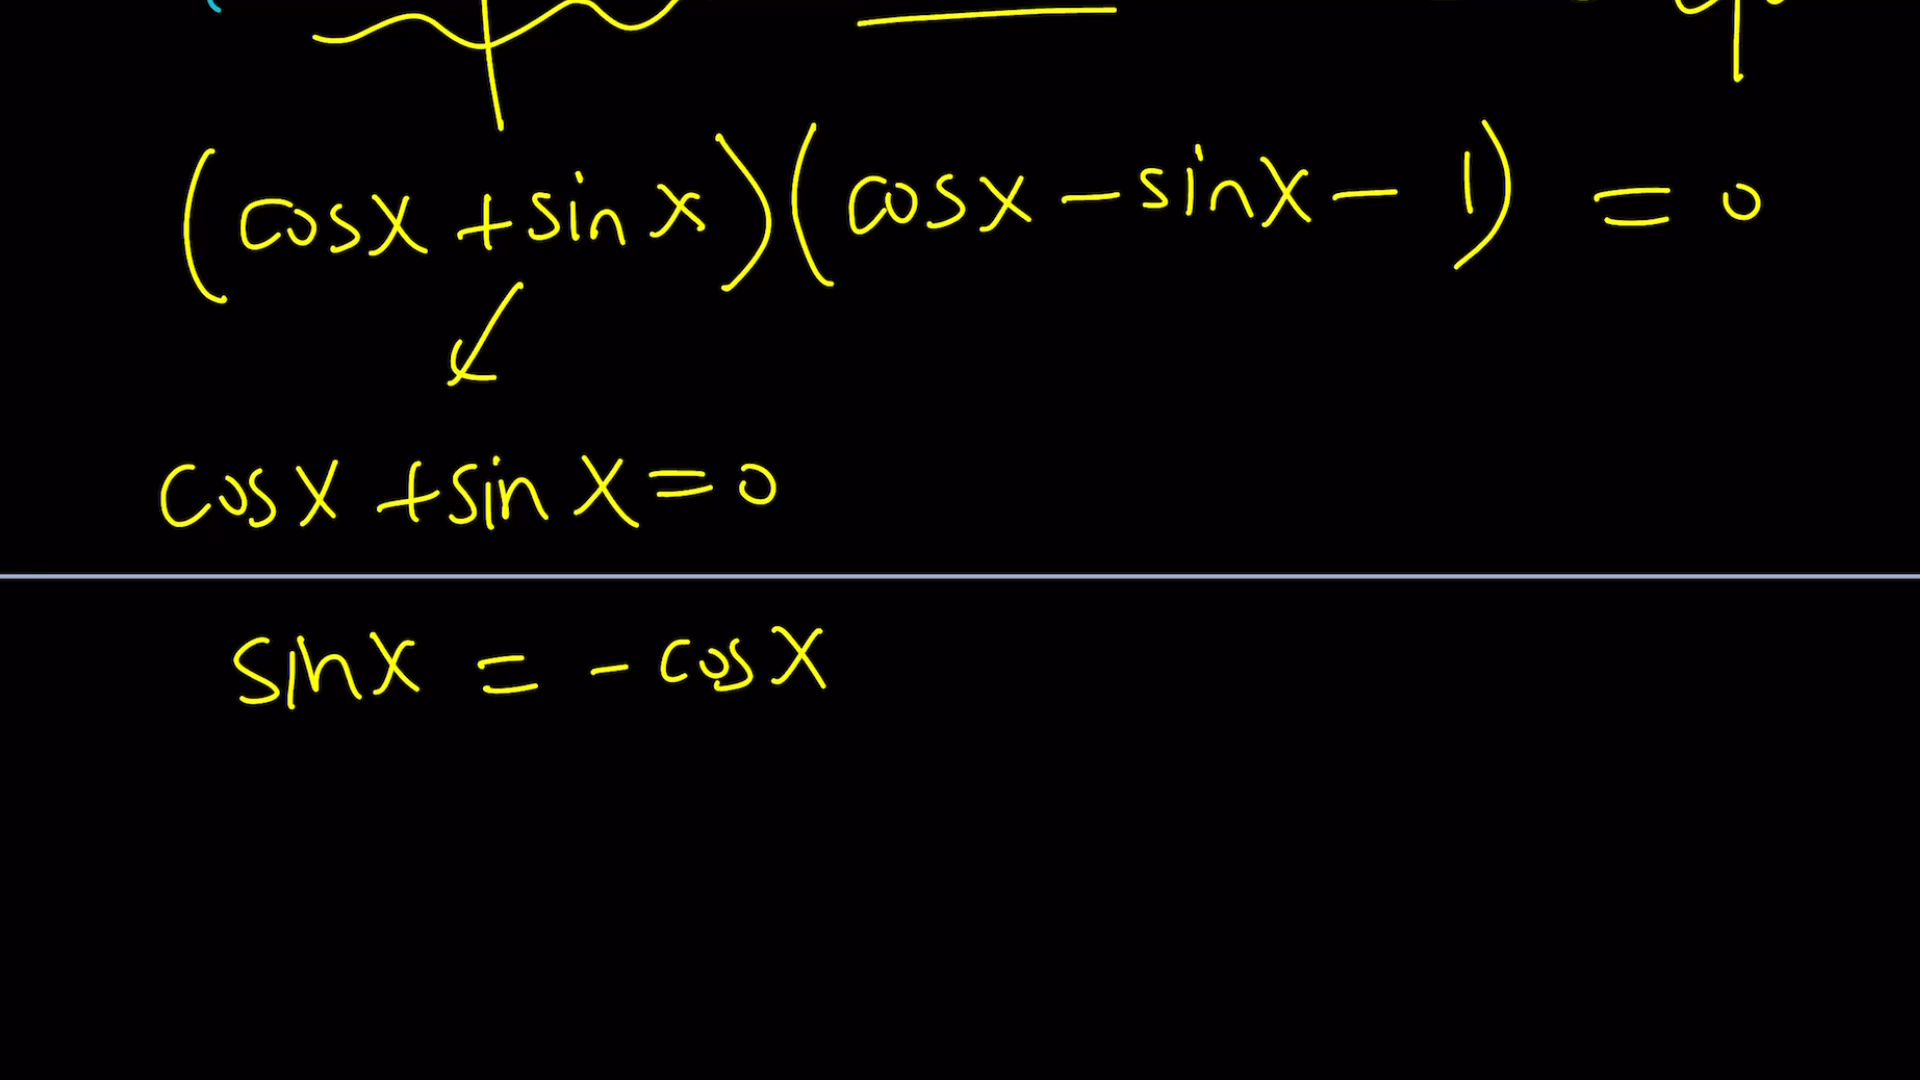 (cosx + sin x)(cosx - sinx - 1) = 0
cosx + sin x = 0
sinx = - cosx